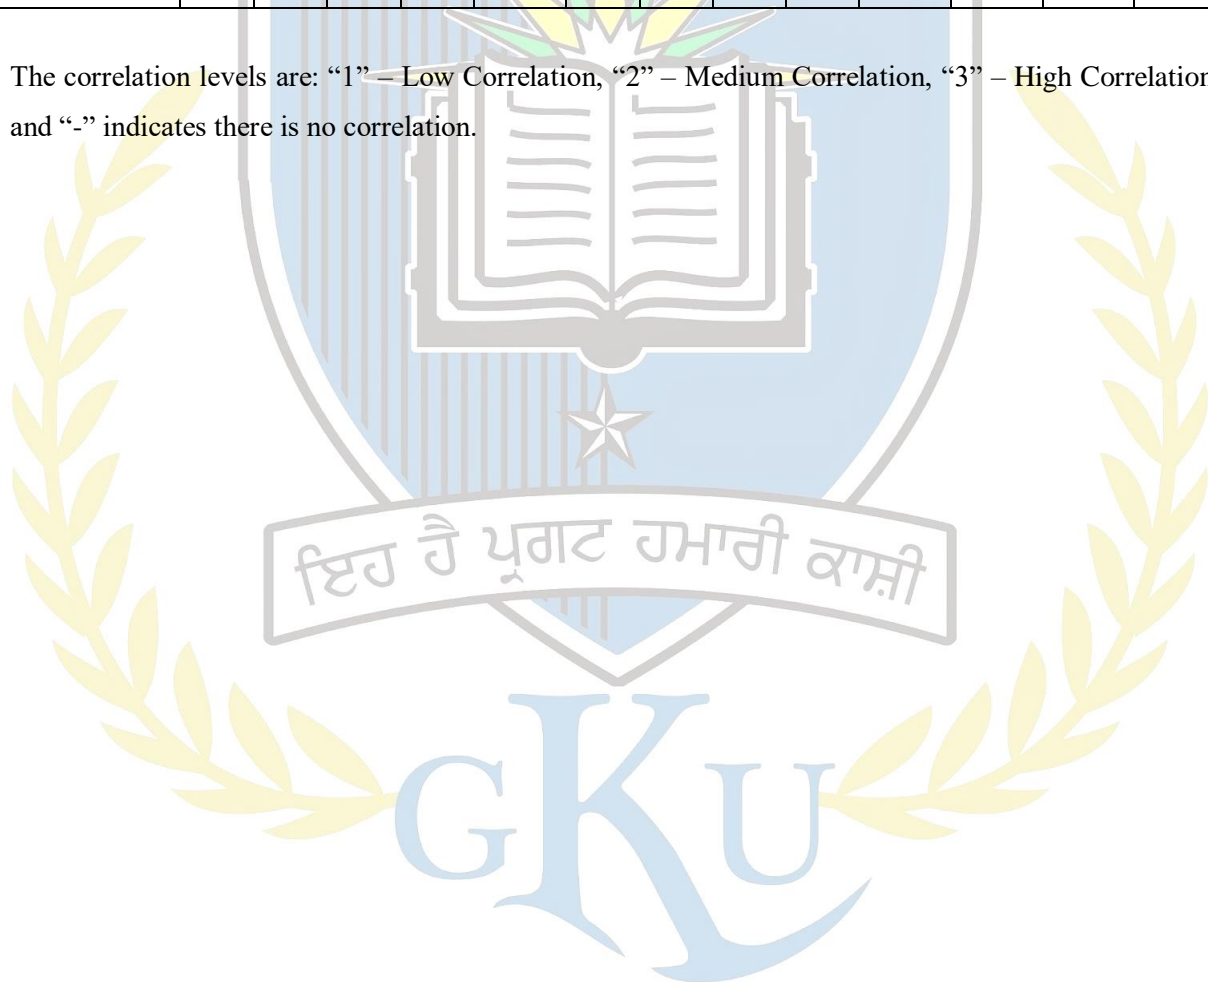 The correlation levels are: “1” – Low Correlation, “2” – Medium Correlation, “3” – High Correlation
and “-” indicates there is no correlation.
ਇਹ ਹੈ ਪ੍ਰਗਟ ਹਮਾਰੀ ਕਾਸ਼ੀ
GKU